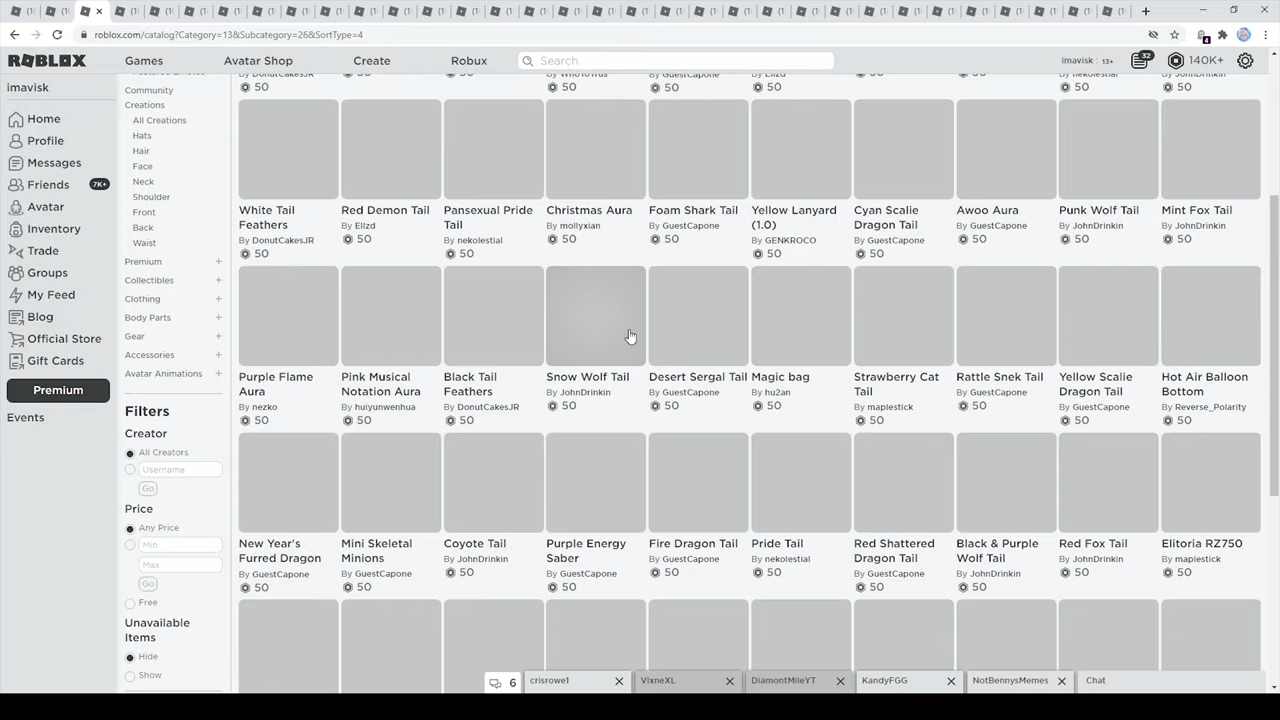 roblox.com/catalog?Category=13&Subcategory=26&SortType=4
4
ROBLOX
Games
Avatar Shop
Create
Robux
Search
imavisk : 13+
32
140K+
imavisk
Home
Profile
Messages
Friends
7K+
Avatar
Inventory
Trade
Groups
My Feed
Blog
Official Store
Gift Cards
Premium
Events
Community
Creations
All Creations
Hats
Hair
Face
Neck
Shoulder
Front
Back
Waist
Premium +
Collectibles +
Clothing +
Body Parts +
Gear +
Accessories +
Avatar Animations +
Filters
Creator
All Creators
Username
Go
Price
Any Price
Min
Max
Go
Free
Unavailable
Items
Hide
Show
By DonutCakesJR
50
50
By GuestCapone
50
By Elizd
50
50
50
By nekolestial
50
By JohnDrinkin
50
White Tail
Feathers
By DonutCakesJR
50
Red Demon Tail
By Elizd
50
Pansexual Pride
Tail
By nekolestial
50
Christmas Aura
By mollyxian
50
Foam Shark Tail
By GuestCapone
50
Yellow Lanyard
(1.0)
By GENKROCO
50
Cyan Scalie
Dragon Tail
By GuestCapone
50
Awoo Aura
By GuestCapone
50
Punk Wolf Tail
By JohnDrinkin
50
Mint Fox Tail
By JohnDrinkin
50
Purple Flame
Aura
By nezko
50
Pink Musical
Notation Aura
By huiyunwenhua
50
Black Tail
Feathers
By DonutCakesJR
50
Snow Wolf Tail
By JohnDrinkin
50
Desert Sergal Tail
By GuestCapone
50
Magic bag
By hu2an
50
Strawberry Cat
Tail
By maplestick
50
Rattle Snek Tail
By GuestCapone
50
Yellow Scalie
Dragon Tail
By GuestCapone
50
Hot Air Balloon
Bottom
By Reverse_Polarity
50
New Year's
Furred Dragon
By GuestCapone
50
Mini Skeletal
Minions
By GuestCapone
50
Coyote Tail
By JohnDrinkin
50
Purple Energy
Saber
By GuestCapone
50
Fire Dragon Tail
By GuestCapone
50
Pride Tail
By nekolestial
50
Red Shattered
Dragon Tail
By GuestCapone
50
Black & Purple
Wolf Tail
By JohnDrinkin
50
Red Fox Tail
By JohnDrinkin
50
Elitoria RZ750
By maplestick
50
6
crisrowe1
VixneXL
DiamontMileYT
KandyFGG
NotBennysMemes
Chat